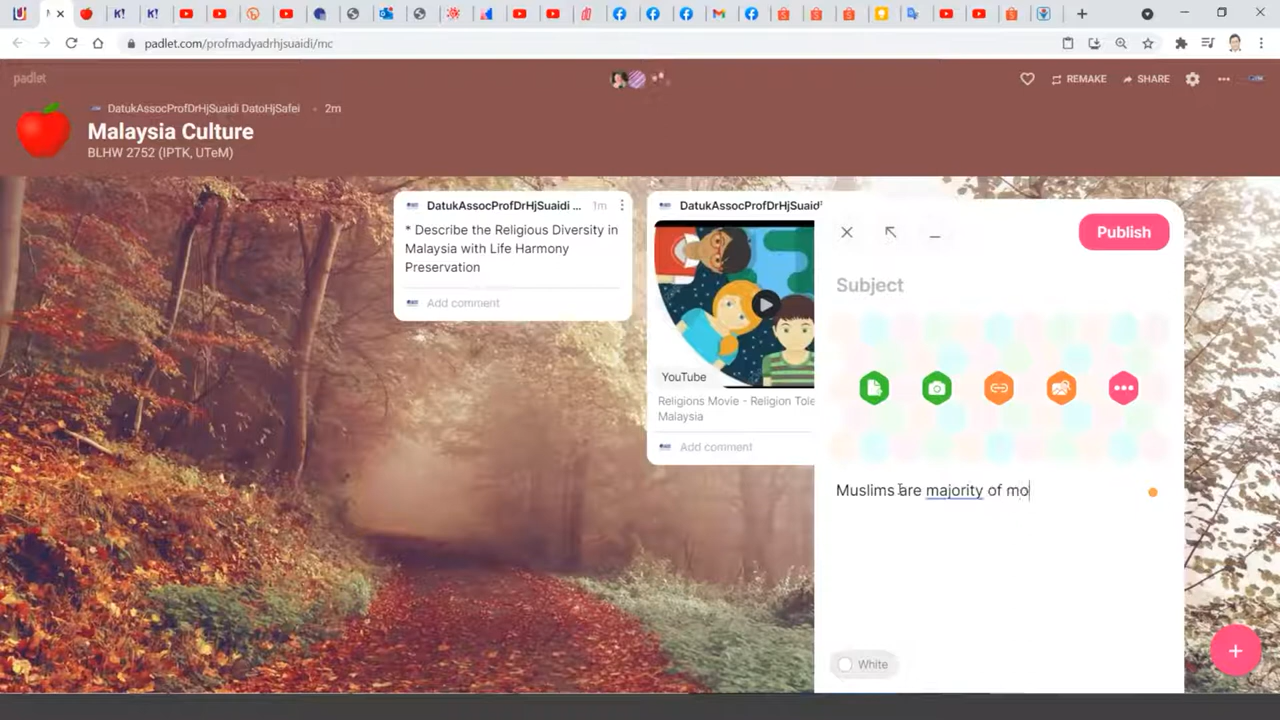 padlet.com/profmadyadrhjsuaidi/mc
padlet
REMAKE
SHARE
DatukAssocProfDrHjSuaidi DatoHjSafei • 2m
Malaysia Culture
BLHW 2752 (IPTK, UTeM)
DatukAssocProfDrHjSuaidi ... 1m
* Describe the Religious Diversity in
Malaysia with Life Harmony
Preservation
Add comment
DatukAssocProfDrHjSuaidi
YouTube
Religions Movie - Religion Tole
Malaysia
Add comment
Publish
Subject
Muslims are majority of mo
White